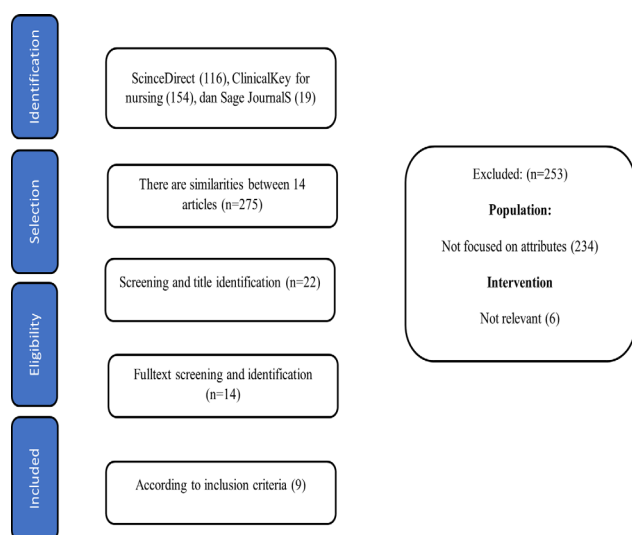 Identification
ScinceDirect (116), ClinicalKey for
nursing (154), dan Sage JournalS (19)
Selection
There are similarities between 14
articles (n=275)
Excluded: (n=253)
Population:
Not focused on attributes (234)
Intervention
Not relevant (6)
Screening and title identification (n=22)
Eligibility
Fulltext screening and identification
(n=14)
Included
According to inclusion criteria (9)